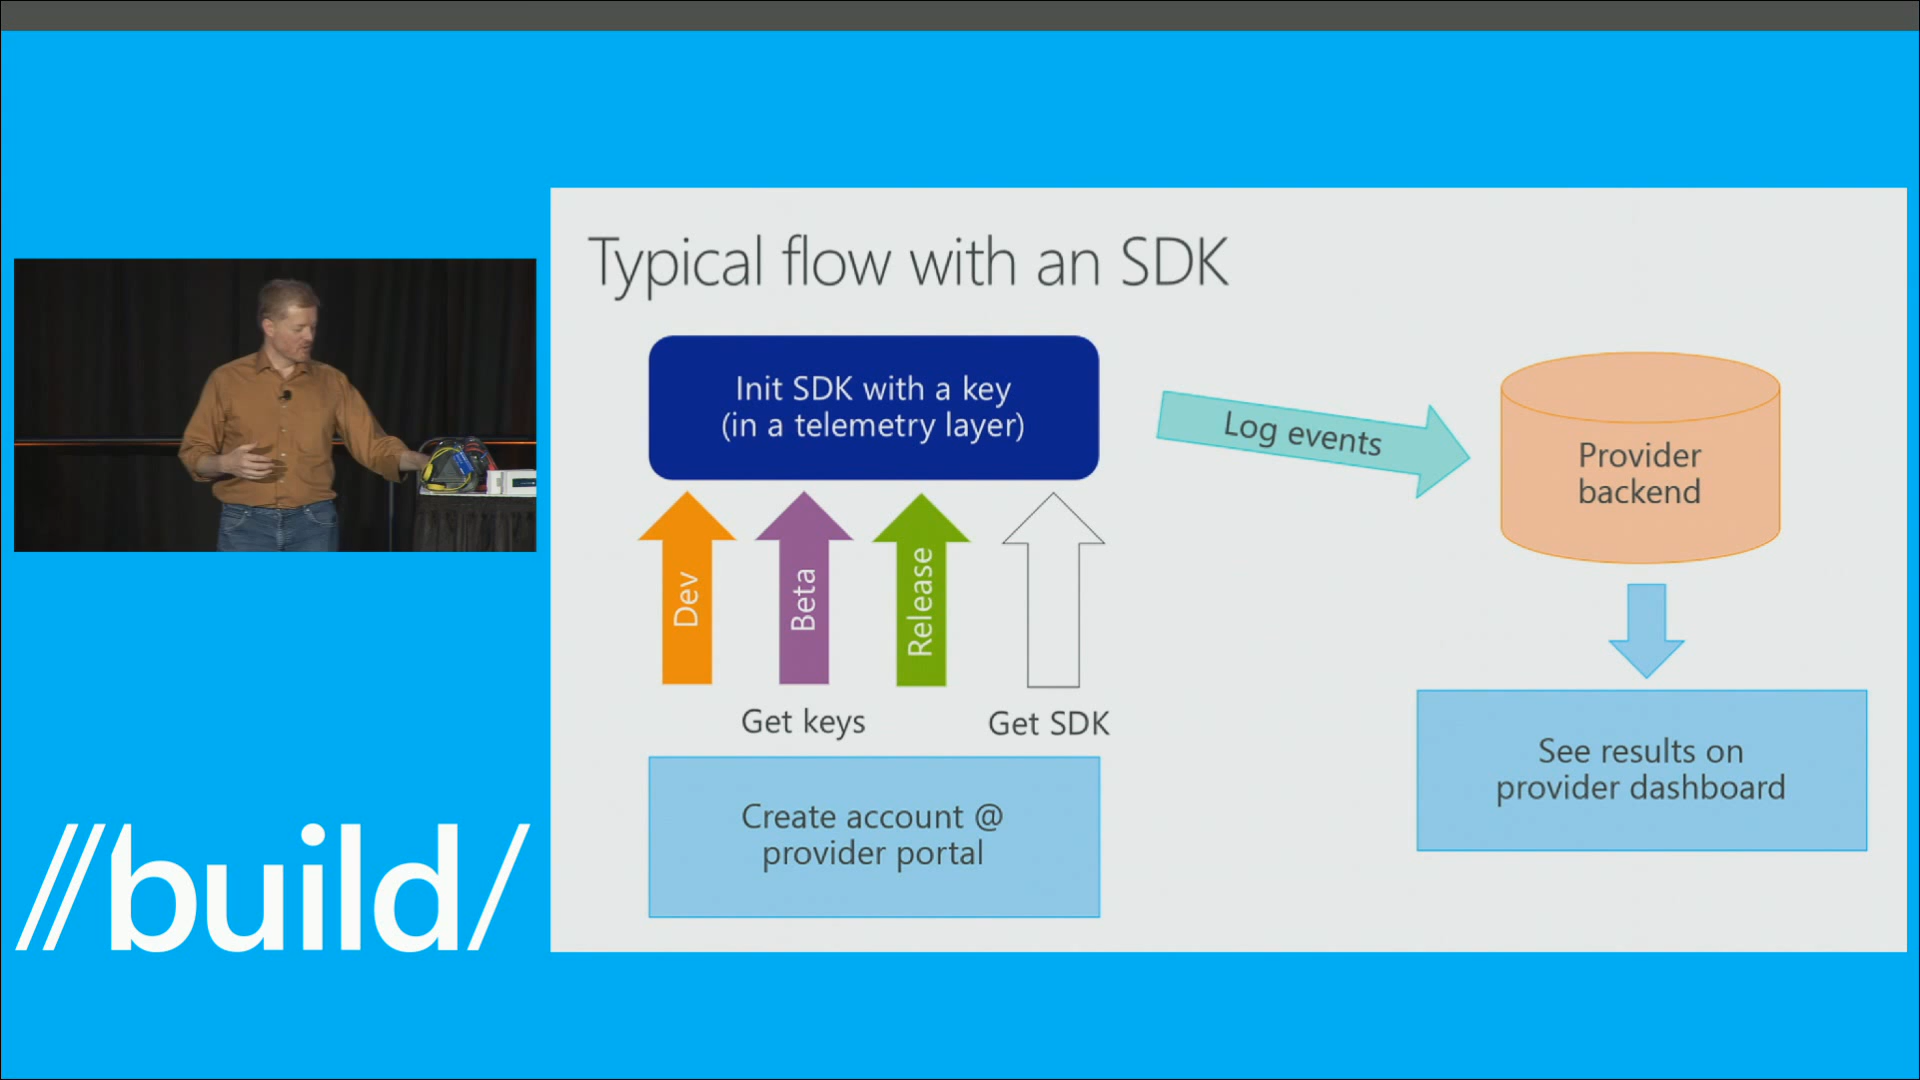 Typical flow with an SDK
Init SDK with a key
(in a telemetry layer)
Log events
Provider
backend
Dev
Beta
Release
Get keys
Get SDK
Create account @
provider portal
See results on
provider dashboard
//build/